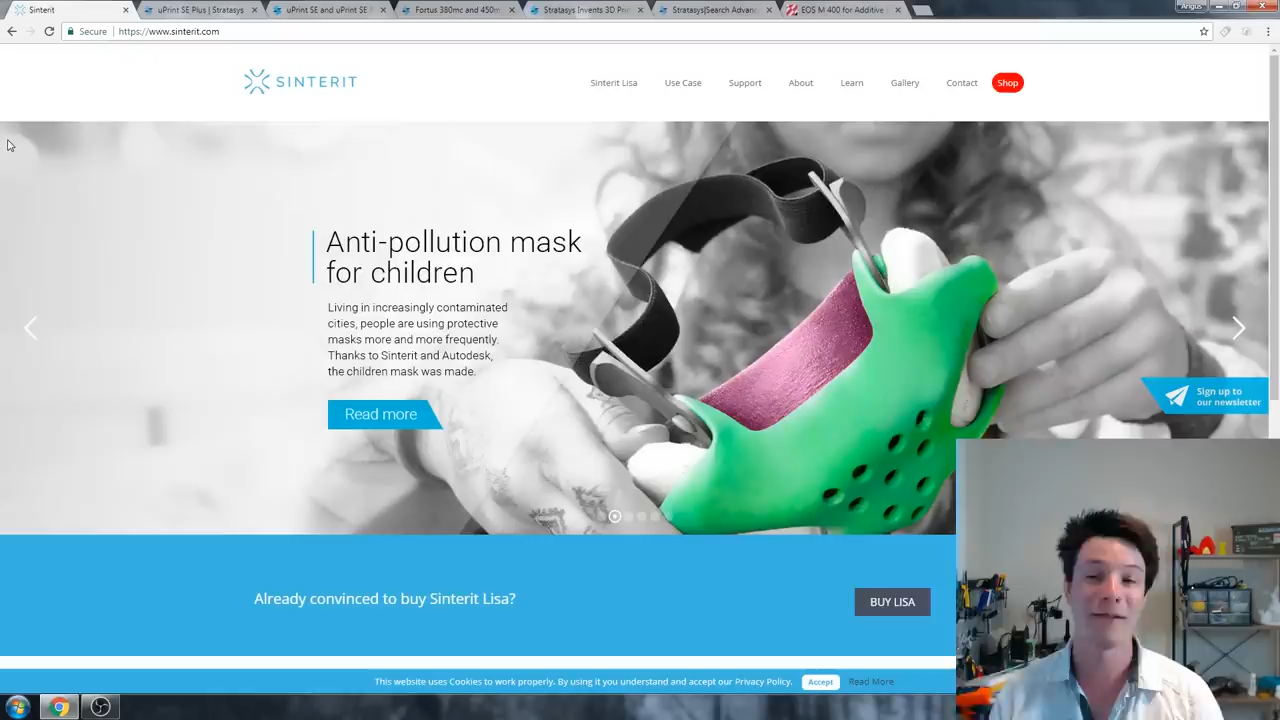 Sinterit
uPrint SE Plus | Stratasys
uPrint SE and uPrint SE
Fortus 380mc and 450m
Stratasys Invents 3D Prin
Stratasys|Search Advanc
EOS M 400 for Additive
Angus
Secure
https://www.sinterit.com
SINTERIT
Sinterit Lisa
Use Case
Support
About
Learn
Gallery
Contact
Shop
Anti-pollution mask
for children
Living in increasingly contaminated
cities, people are using protective
masks more and more frequently.
Thanks to Sinterit and Autodesk,
the children mask was made.
Read more
Sign up to
our newsletter
Already convinced to buy Sinterit Lisa?
BUY LISA
This website uses Cookies to work properly. By using it you understand and accept our Privacy Policy.
Accept
Read More